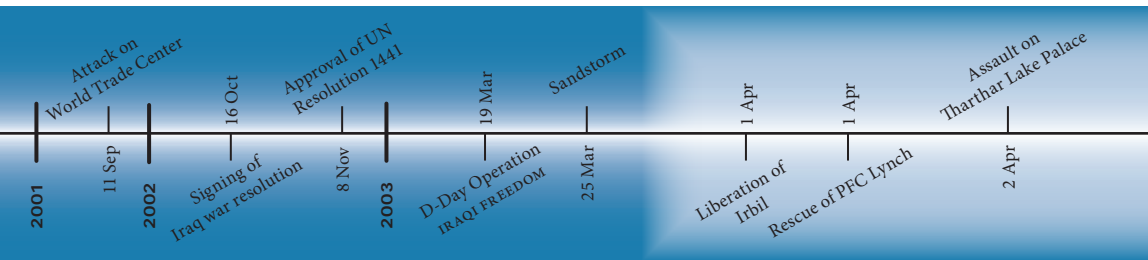 2001
Attack on
World Trade Center
11 Sep
2002
16 Oct
Signing of
Iraq war resolution
Approval of UN
Resolution 1441
8 Nov
2003
19 Mar
D-Day Operation
IRAQI FREEDOM
Sandstorm
25 Mar
1 Apr
Liberation of
Irbil
1 Apr
Rescue of PFC Lynch
Assault on
Tharthar Lake Palace
2 Apr